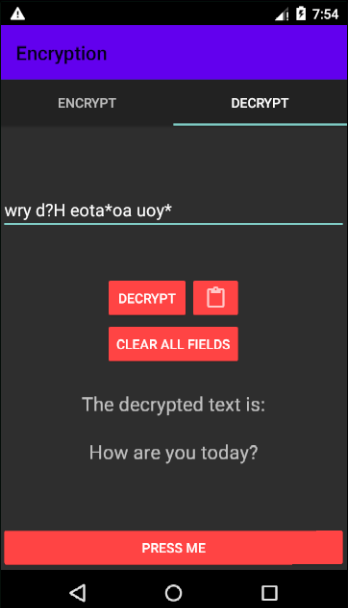 7:54
Encryption
ENCRYPT DECRYPT
wry d?H eota*oa uoy*
DECRYPT
CLEAR ALL FIELDS
The decrypted text is:
How are you today?
PRESS ME